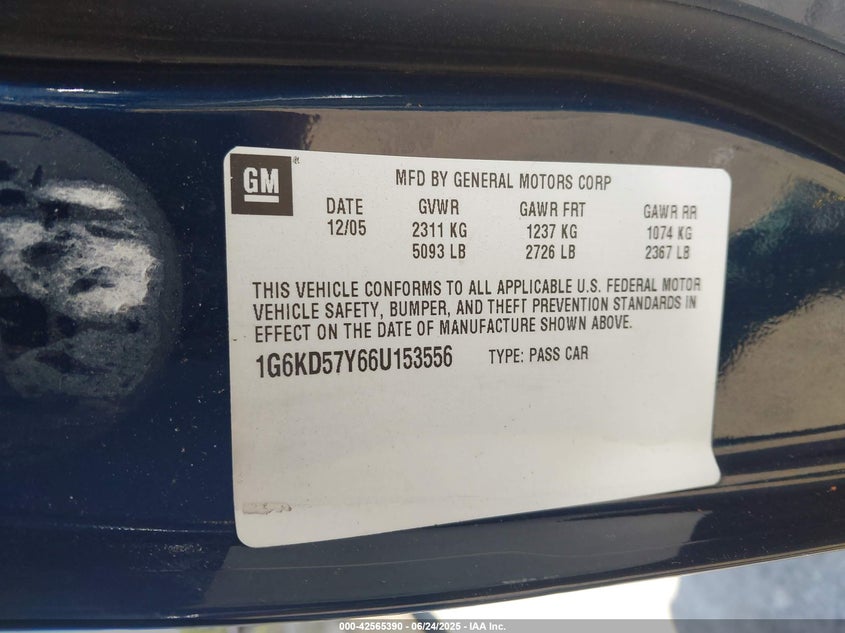 GM
MFD BY GENERAL MOTORS CORP
DATE GVWR GAWR FRT GAWR RR
12/05 2311 KG 1237 KG 1074 KG
5093 LB 2726 LB 2367 LB
THIS VEHICLE CONFORMS TO ALL APPLICABLE U.S. FEDERAL MOTOR
VEHICLE SAFETY, BUMPER, AND THEFT PREVENTION STANDARDS IN
EFFECT ON THE DATE OF MANUFACTURE SHOWN ABOVE.
1G6KD57Y66U153556 TYPE: PASS CAR
000-42565390 - 06/24/2025 - IAA Inc.